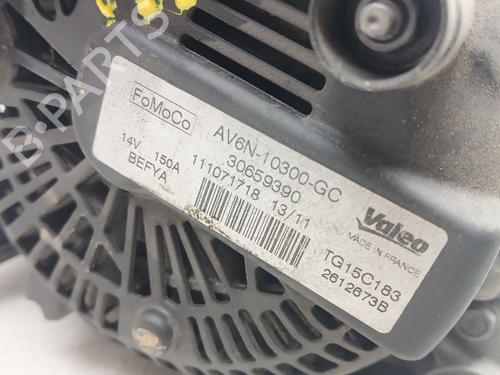 FoMoCo
AV6N-10300-GC
30659390
14V 150A
111071718 13/11
BEFYA
Valeo
MADE IN FRANCE
TG15C183
2612673B
B-PARTS